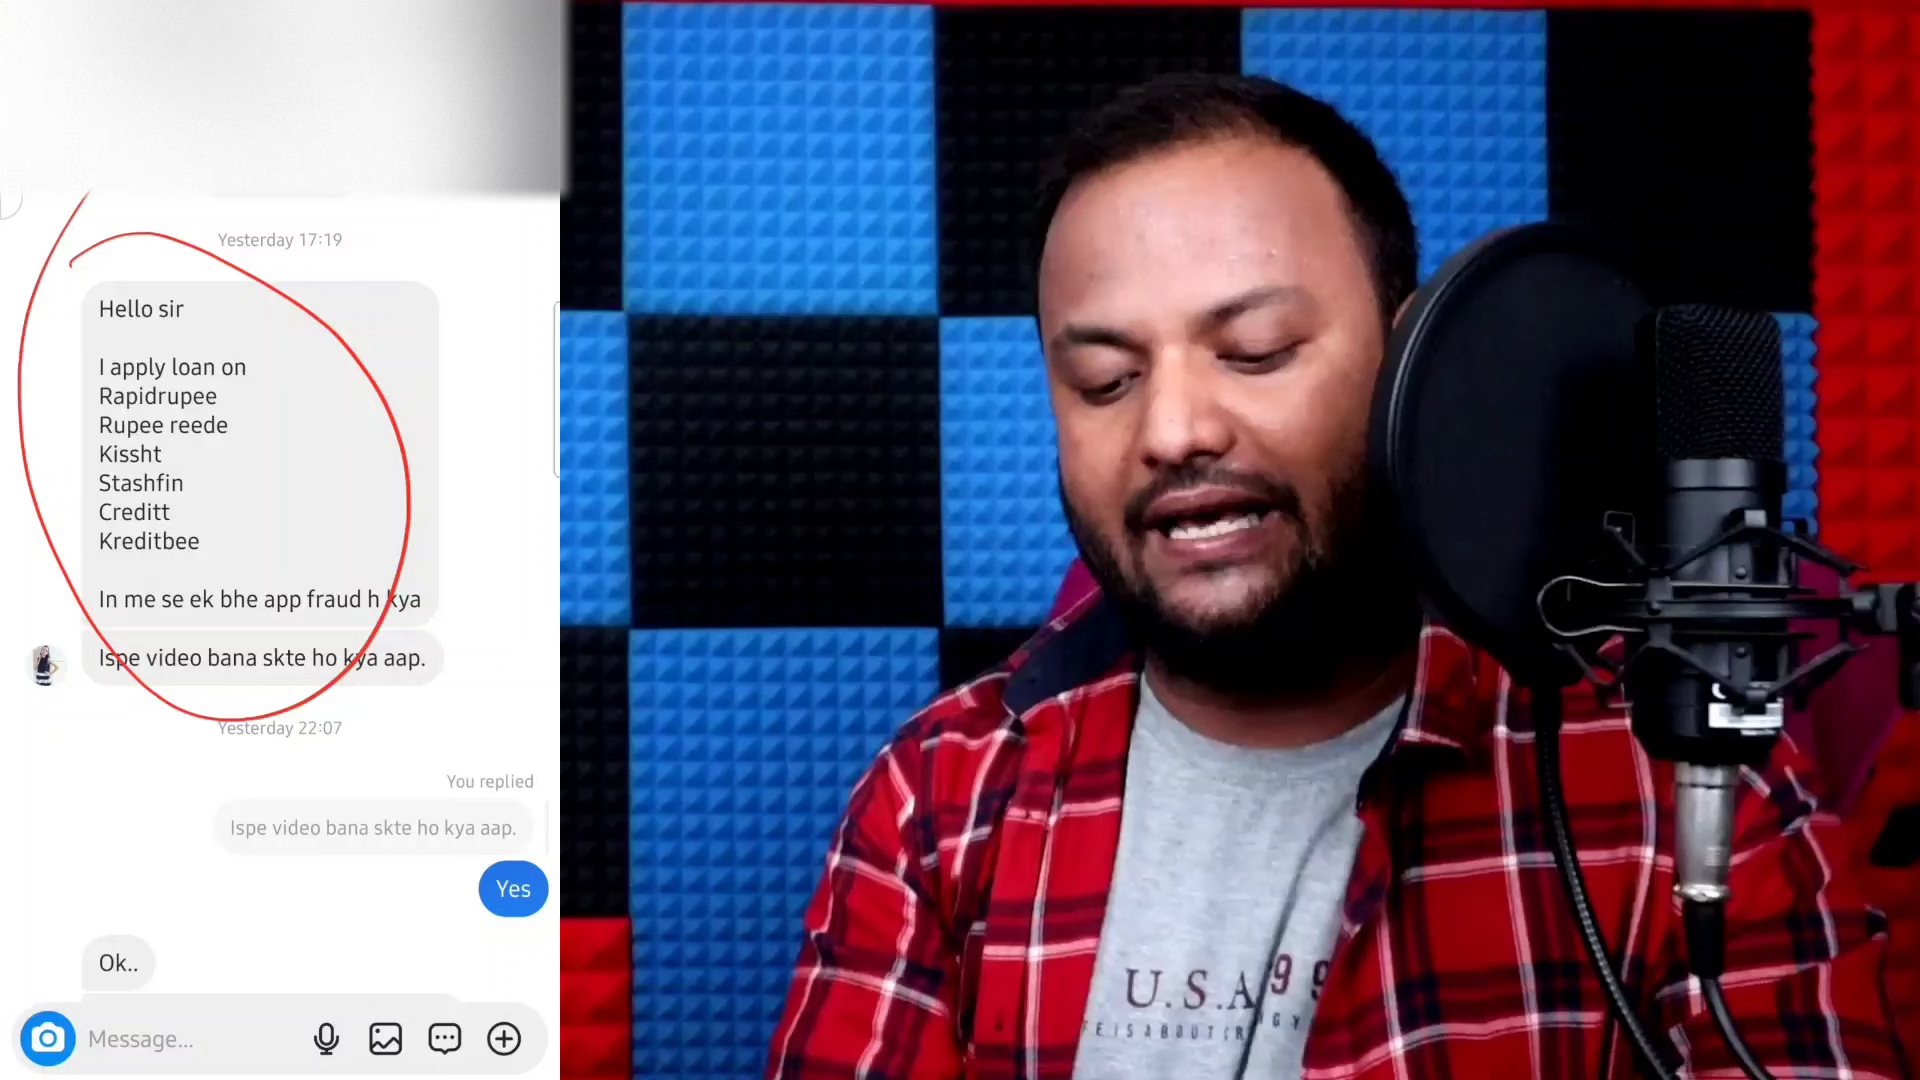 Yesterday 17:19
Hello sir
I apply loan on
Rapidrupee
Rupee reede
Kissht
Stashfin
Creditt
Kreditbee
In me se ek bhe app fraud h kya
Ispe video bana skte ho kya aap.
Yesterday 22:07
You replied
Ispe video bana skte ho kya aap.
Yes
Ok..
Message...
U.S.A 99